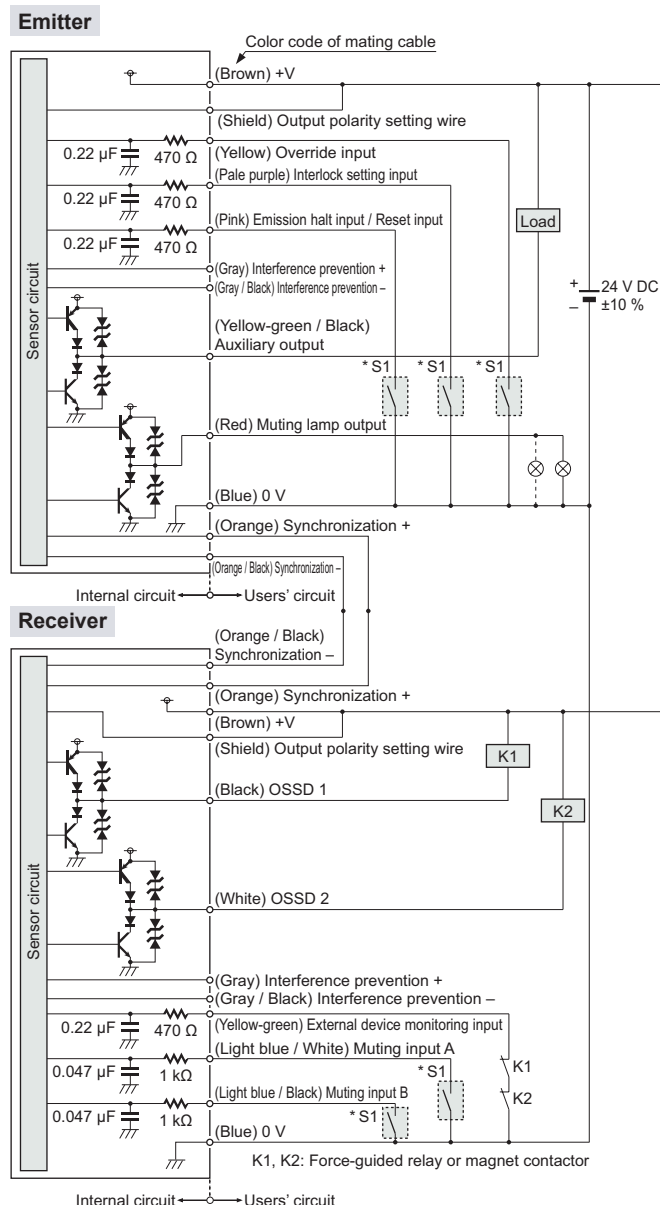 Emitter
Color code of mating cable
(Brown) +V
(Shield) Output polarity setting wire
0.22 µF
470 Ω
(Yellow) Override input
(Pale purple) Interlock setting input
0.22 µF
470 Ω
(Pink) Emission halt input / Reset input
0.22 µF
470 Ω
Load
(Gray) Interference prevention +
(Gray / Black) Interference prevention –
+
–
24 V DC
±10 %
Sensor circuit
(Yellow-green / Black)
Auxiliary output
* S1
* S1
* S1
(Red) Muting lamp output
(Blue) 0 V
(Orange) Synchronization +
(Orange / Black) Synchronization –
Internal circuit
Users' circuit
Receiver
(Orange / Black)
Synchronization –
(Orange) Synchronization +
(Brown) +V
(Shield) Output polarity setting wire
K1
(Black) OSSD 1
K2
(White) OSSD 2
Sensor circuit
(Gray) Interference prevention +
(Gray / Black) Interference prevention –
0.22 µF
470 Ω
(Yellow-green) External device monitoring input
(Light blue / White) Muting input A
0.047 µF
1 kΩ
* S1
K1
(Light blue / Black) Muting input B
K2
0.047 µF
1 kΩ
* S1
(Blue) 0 V
K1, K2: Force-guided relay or magnet contactor
Internal circuit
Users' circuit